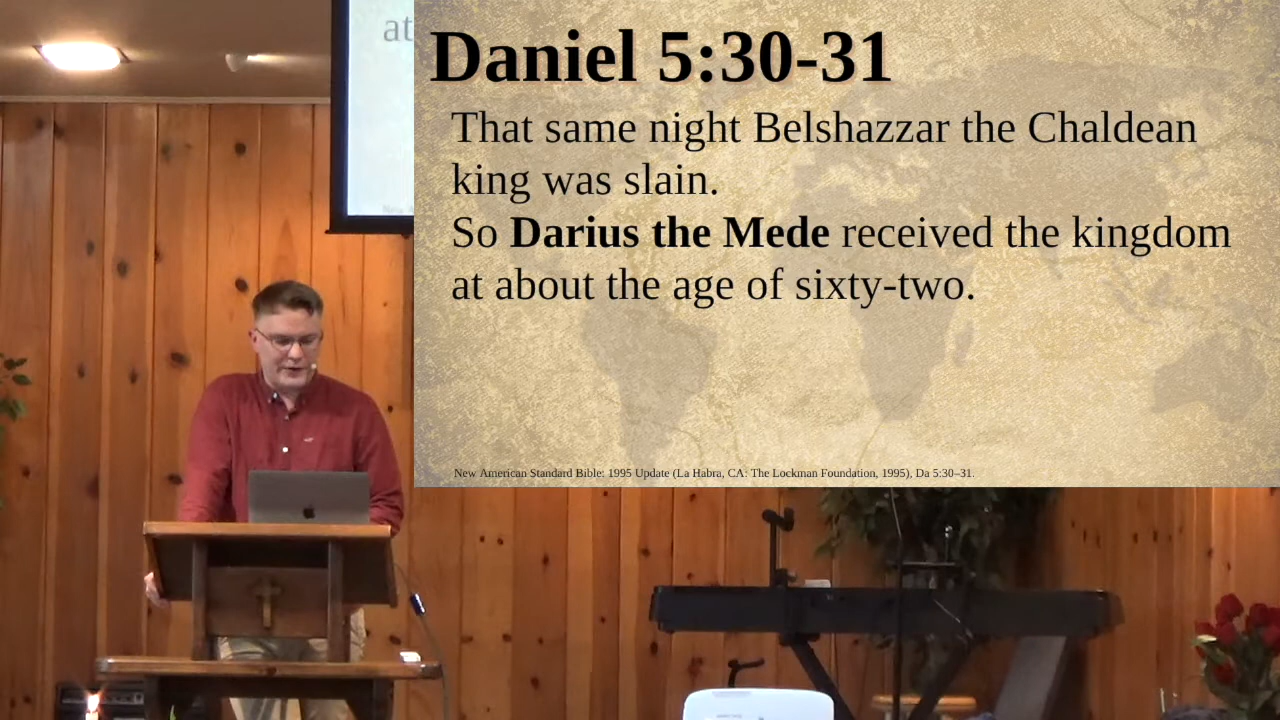 at
Daniel 5:30-31
That same night Belshazzar the Chaldean
king was slain.
So Darius the Mede received the kingdom
at about the age of sixty-two.
New American Standard Bible: 1995 Update (La Habra, CA: The Lockman Foundation, 1995), Da 5:30–31.